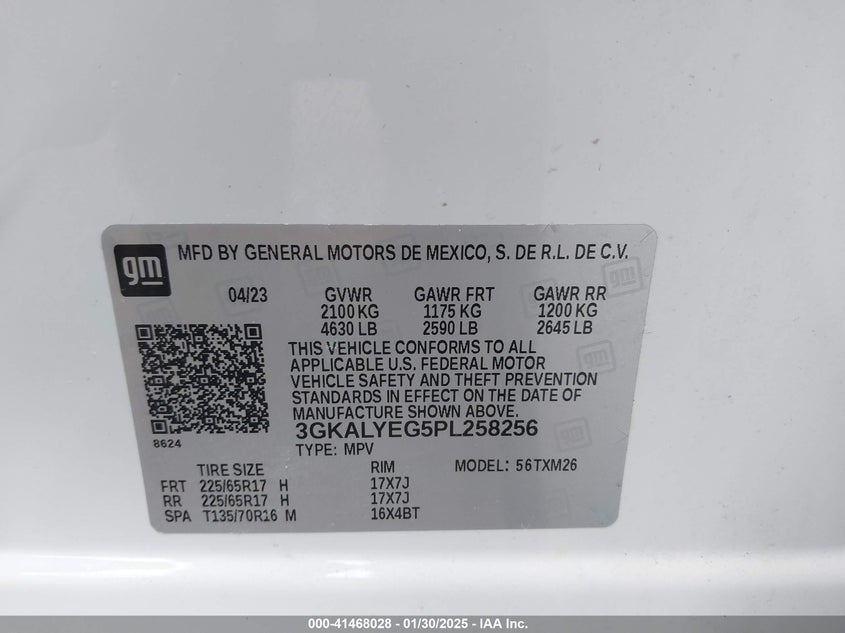 gm
MFD BY GENERAL MOTORS DE MEXICO, S. DE R.L. DE C.V.
04/23 GVWR GAWR FRT GAWR RR
2100 KG 1175 KG 1200 KG
4630 LB 2590 LB 2645 LB
THIS VEHICLE CONFORMS TO ALL
APPLICABLE U.S. FEDERAL MOTOR
VEHICLE SAFETY AND THEFT PREVENTION
STANDARDS IN EFFECT ON THE DATE OF
MANUFACTURE SHOWN ABOVE.
8624
3GKALYEG5PL258256
TYPE: MPV
TIRE SIZE RIM MODEL: 56TXM26
FRT 225/65R17 H 17X7J
RR 225/65R17 H 17X7J
SPA T135/70R16 M 16X4BT
000-41468028 - 01/30/2025 - IAA Inc.